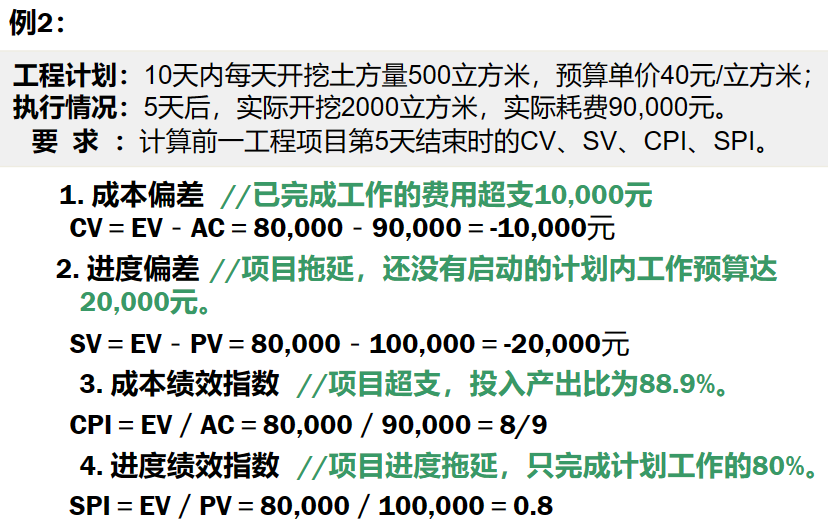 例2：
工程计划：10天内每天开挖土方量500立方米，预算单价40元/立方米；
执行情况：5天后，实际开挖2000立方米，实际耗费90,000元。
要 求 ：计算前一工程项目第5天结束时的CV、SV、CPI、SPI。
1. 成本偏差 //已完成工作的费用超支10,000元
CV = EV - AC = 80,000 - 90,000 = -10,000元
2. 进度偏差 //项目拖延，还没有启动的计划内工作预算达
20,000元。
SV = EV - PV = 80,000 - 100,000 = -20,000元
3. 成本绩效指数 //项目超支，投入产出比为88.9%。
CPI = EV / AC = 80,000 / 90,000 = 8/9
4. 进度绩效指数 //项目进度拖延，只完成计划工作的80%。
SPI = EV / PV = 80,000 / 100,000 = 0.8